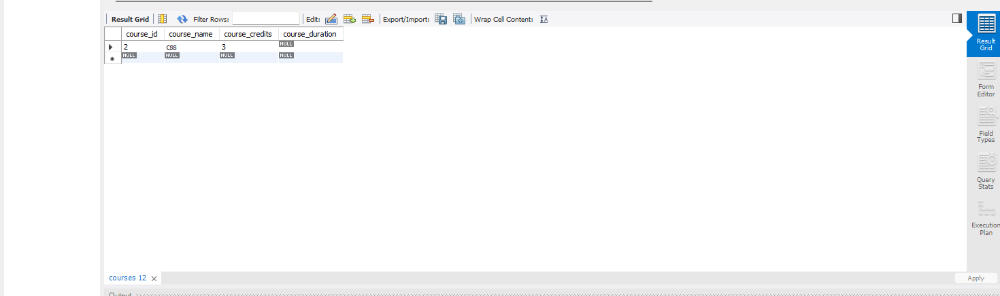 Result Grid Filter Rows: Edit: Export/Import: Wrap Cell Content:
course_id course_name course_credits course_duration
2 css 3 NULL
NULL NULL NULL NULL
Result
Grid
Form
Editor
Field
Types
Query
Stats
Execution
Plan
courses 12
Apply
Output